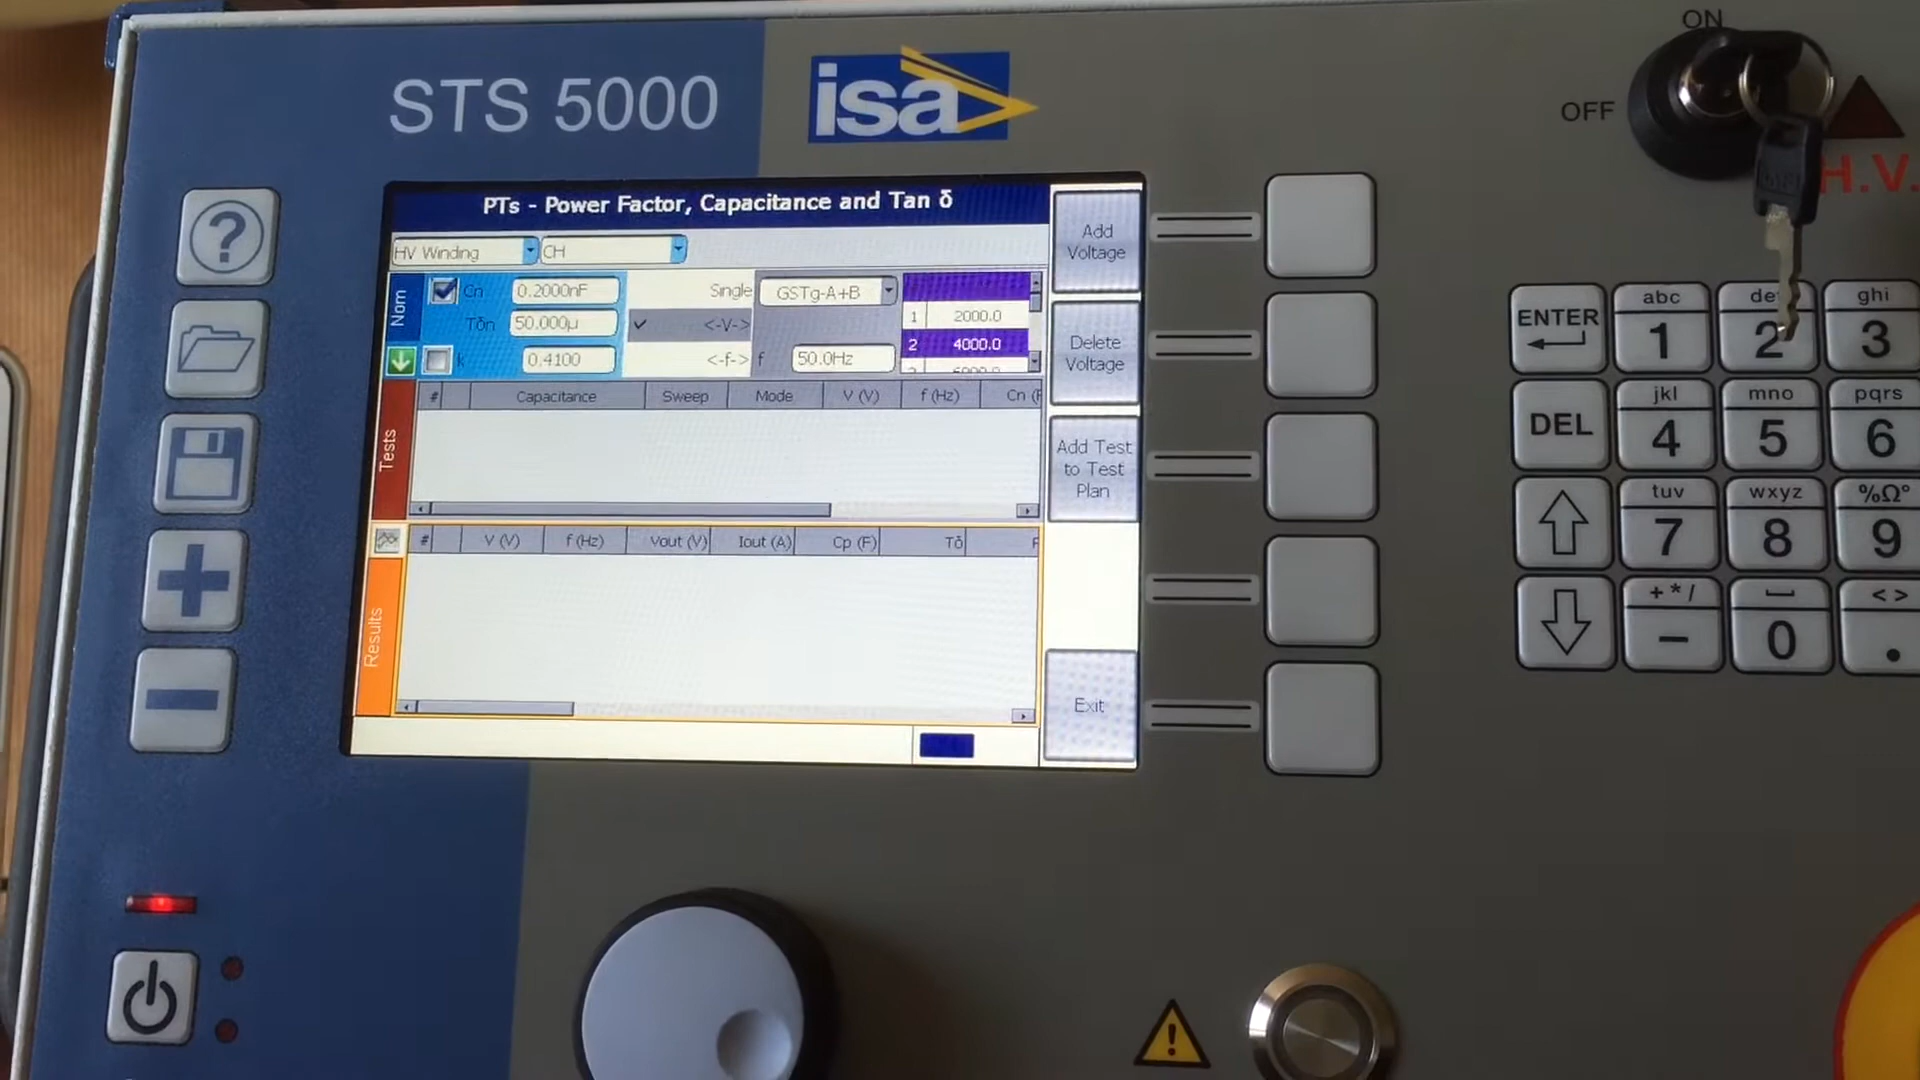 ON
STS 5000
isa
OFF
H.V.
PTs - Power Factor, Capacitance and Tan δ
HV Winding CH
Nom
Cn 0.2000nF
Tδn 50.000µ
k 0.4100
Single GSTg-A+B
<-V->
<-f-> f 50.0Hz
1 2000.0
2 4000.0
Add Voltage
Delete Voltage
Add Test to Test Plan
Exit
Tests
# Capacitance Sweep Mode V (V) f (Hz) Cn (F
Results
# V (V) f (Hz) Vout (V) Iout (A) Cp (F) Tδ
ENTER
abc
1
2
ghi
3
DEL
jkl
4
mno
5
pqrs
6
tuv
7
wxyz
8
%Ω°
9
+ * /
−
0
< >
.
?
!